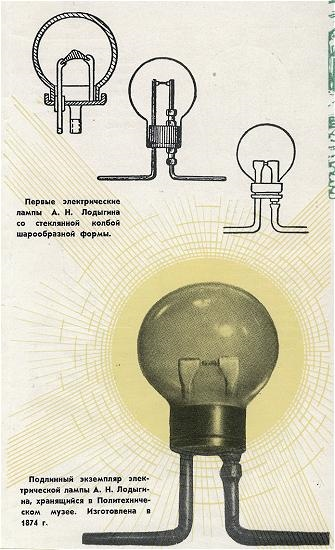 Первые электрические
лампы А. Н. Лодыгина
со стеклянной колбой
шарообразной формы.
Подлинный экземпляр элек-
трической лампы А. Н. Лодыги-
на, хранящийся в Политехниче-
ском музее. Изготовлена в
1874 г.